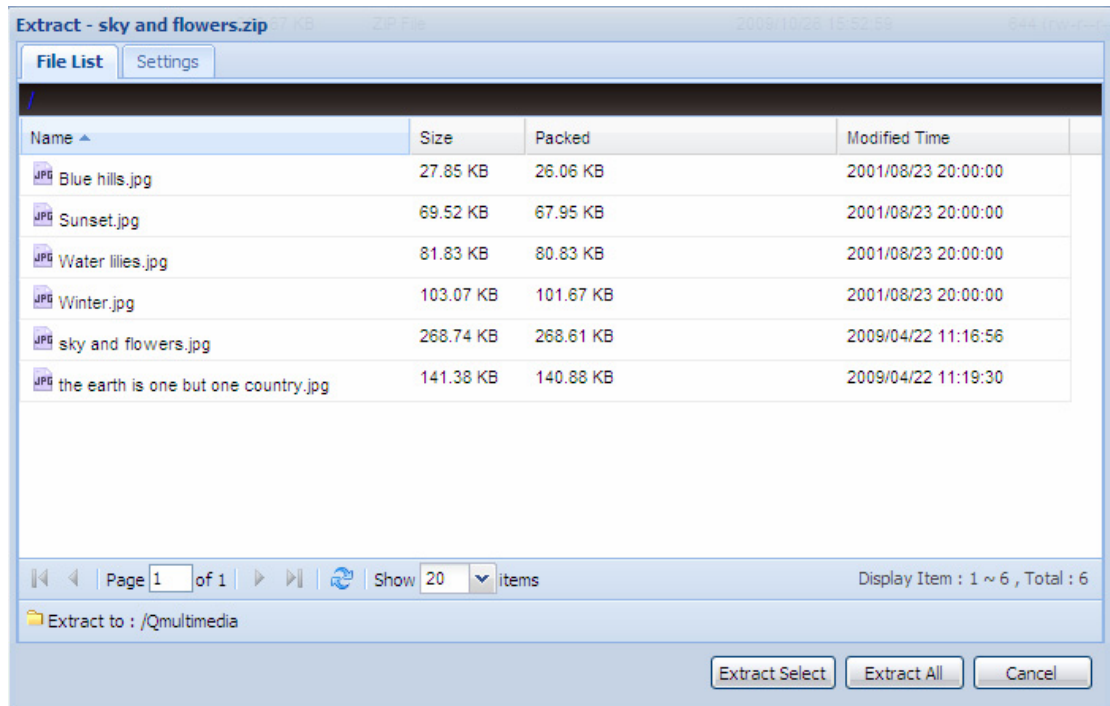 Extract - sky and flowers.zip
File List Settings
/
Name Size Packed Modified Time
JPG Blue hills.jpg 27.85 KB 26.06 KB 2001/08/23 20:00:00
JPG Sunset.jpg 69.52 KB 67.95 KB 2001/08/23 20:00:00
JPG Water lilies.jpg 81.83 KB 80.83 KB 2001/08/23 20:00:00
JPG Winter.jpg 103.07 KB 101.67 KB 2001/08/23 20:00:00
JPG sky and flowers.jpg 268.74 KB 268.61 KB 2009/04/22 11:16:56
JPG the earth is one but one country.jpg 141.38 KB 140.88 KB 2009/04/22 11:19:30
Page 1 of 1 Show 20 items Display Item : 1 ~ 6 , Total : 6
Extract to : /Qmultimedia
Extract Select Extract All Cancel